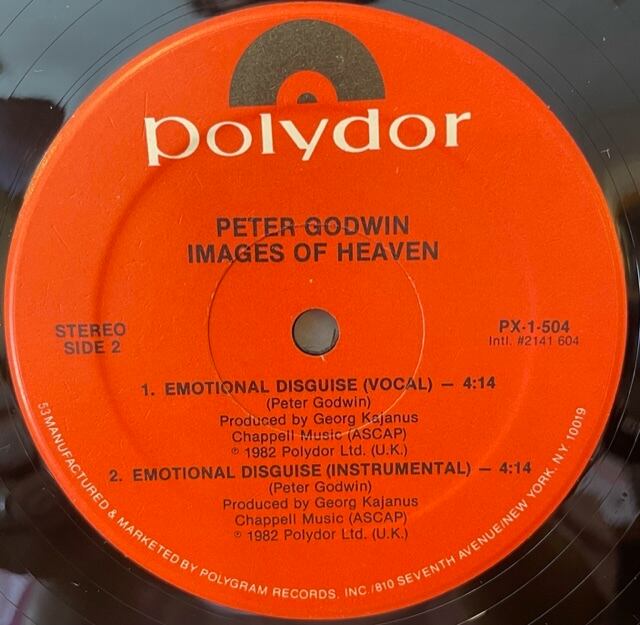 polydor
PETER GODWIN
IMAGES OF HEAVEN
STEREO
SIDE 2
PX-1-504
Intl. #2141 604
1. EMOTIONAL DISGUISE (VOCAL) — 4:14
(Peter Godwin)
Produced by Georg Kajanus
Chappell Music (ASCAP)
℗ 1982 Polydor Ltd. (U.K.)
2. EMOTIONAL DISGUISE (INSTRUMENTAL) — 4:14
(Peter Godwin)
Produced by Georg Kajanus
Chappell Music (ASCAP)
℗ 1982 Polydor Ltd. (U.K.)
53 MANUFACTURED & MARKETED BY POLYGRAM RECORDS, INC./810 SEVENTH AVENUE/NEW YORK, NY 10019